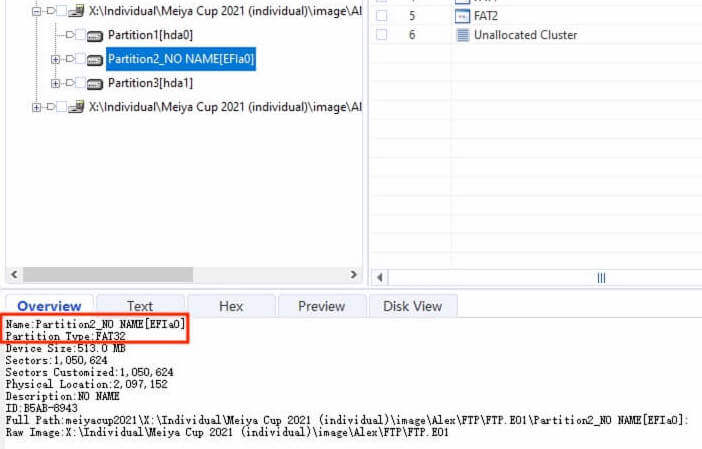 X:\Individual\Meiya Cup 2021 (individual)\image\Ale
Partition1[hda0]
Partition2_NO NAME[EFIa0]
Partition3[hda1]
X:\Individual\Meiya Cup 2021 (individual)\image\Ale
5 FAT2
6 Unallocated Cluster
Overview Text Hex Preview Disk View
Name:Partition2_NO NAME[EFIa0]
Partition Type:FAT32
Device Size:513.0 MB
Sectors:1,050,624
Sectors Customized:1,050,624
Physical Location:2,097,152
Description:NO NAME
ID:B5AB-6943
Full Path:meiyacup2021\X:\Individual\Meiya Cup 2021 (individual)\image\Alex\FTP\FTP.E01\Partition2_NO NAME[EFIa0]:
Raw Image:X:\Individual\Meiya Cup 2021 (individual)\image\Alex\FTP\FTP.E01